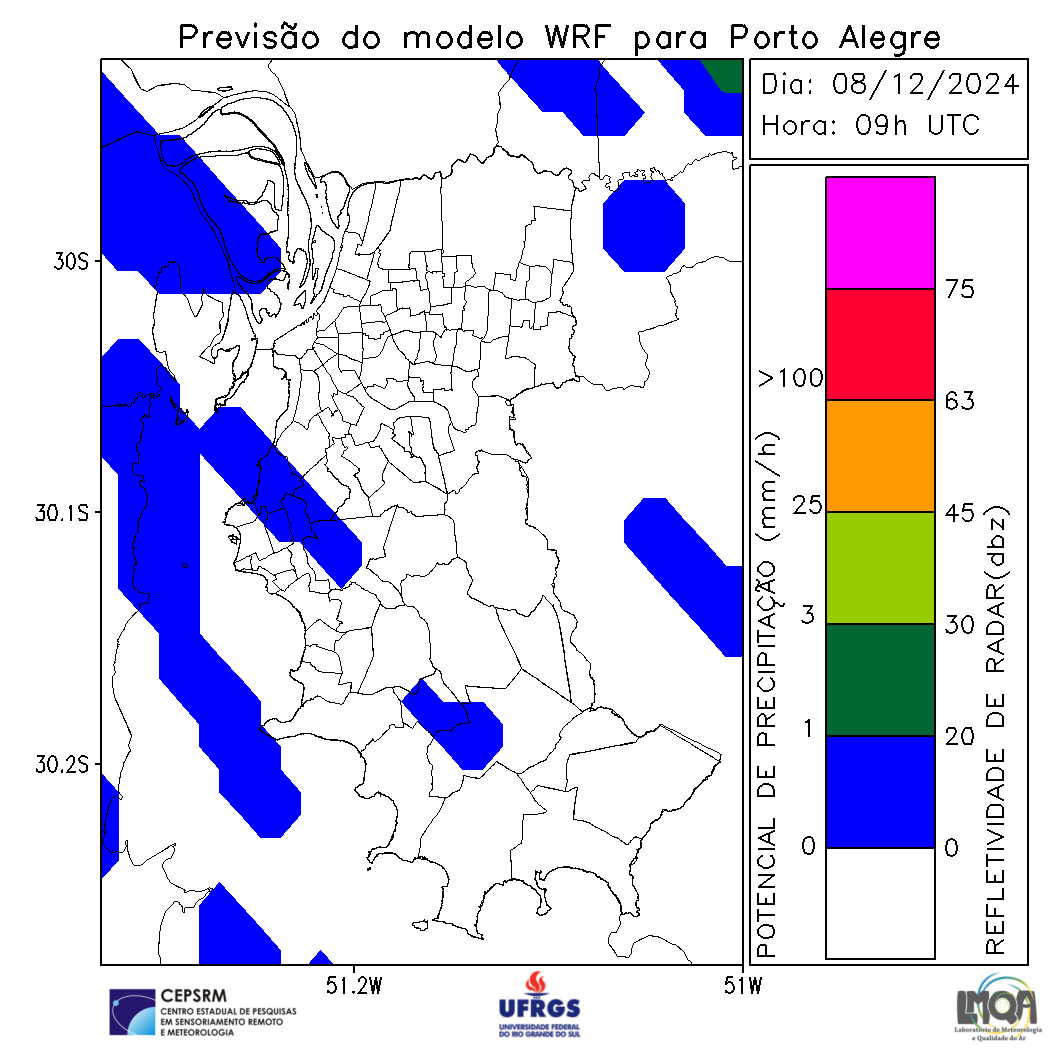 Previsão do modelo WRF para Porto Alegre
Dia: 08/12/2024
Hora: 09h UTC
30S
30.1S
30.2S
51.2W
51W
POTENCIAL DE PRECIPITAÇÃO (mm/h)
>100
25
3
1
0
75
63
45
30
20
0
REFLETIVIDADE DE RADAR(dbz)
CEPSRM
CENTRO ESTADUAL DE PESQUISAS
EM SENSORIAMENTO REMOTO
E METEOROLOGIA
UFRGS
UNIVERSIDADE FEDERAL
DO RIO GRANDE DO SUL
LMQA
Laboratório de Meteorologia
e Qualidade do Ar